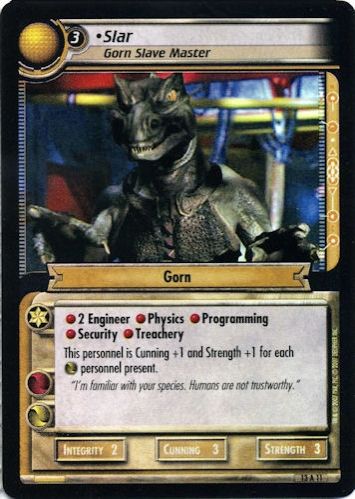 3 •Slar
Gorn Slave Master
Gorn
2 Engineer Physics Programming
Security Treachery
This personnel is Cunning +1 and Strength +1 for each
personnel present.
"I'm familiar with your species. Humans are not trustworthy."
INTEGRITY 2 CUNNING 3 STRENGTH 3
13 A 11